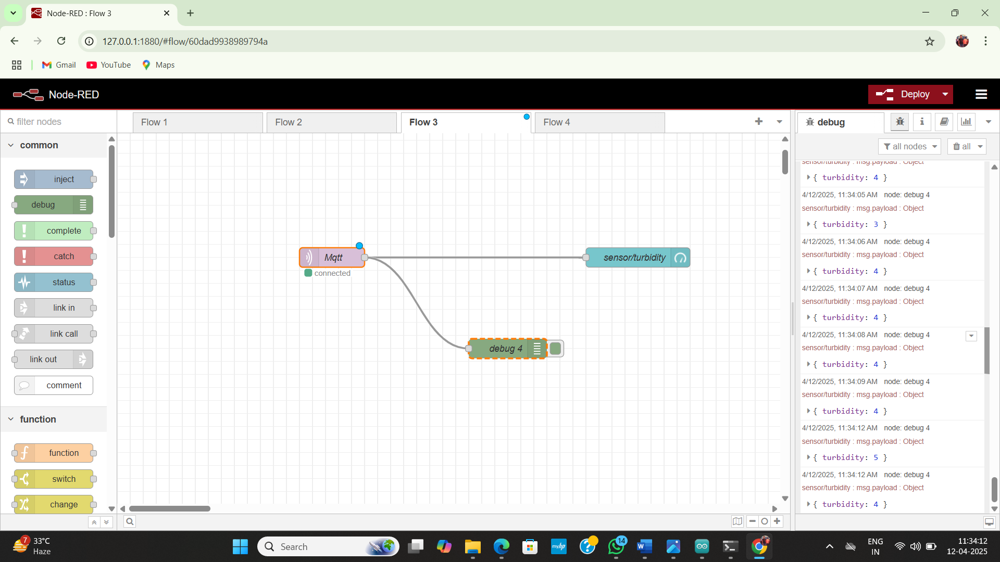 Node-RED : Flow 3
127.0.0.1:1880/#flow/60dad9938989794a
Gmail YouTube Maps
Node-RED Deploy
filter nodes Flow 1 Flow 2 Flow 3 Flow 4 debug
all nodes all
common
inject
debug
complete
catch
status
link in
link call
link out
comment
function
function
switch
change
Mqtt
connected
sensor/turbidity
debug 4
sensor/turbidity : msg.payload : Object
{ turbidity: 4 }
4/12/2025, 11:34:05 AM node: debug 4
sensor/turbidity : msg.payload : Object
{ turbidity: 3 }
4/12/2025, 11:34:06 AM node: debug 4
sensor/turbidity : msg.payload : Object
{ turbidity: 4 }
4/12/2025, 11:34:07 AM node: debug 4
sensor/turbidity : msg.payload : Object
{ turbidity: 4 }
4/12/2025, 11:34:08 AM node: debug 4
sensor/turbidity : msg.payload : Object
{ turbidity: 4 }
4/12/2025, 11:34:09 AM node: debug 4
sensor/turbidity : msg.payload : Object
{ turbidity: 4 }
4/12/2025, 11:34:12 AM node: debug 4
sensor/turbidity : msg.payload : Object
{ turbidity: 5 }
4/12/2025, 11:34:12 AM node: debug 4
sensor/turbidity : msg.payload : Object
{ turbidity: 4 }
7
33°C
Haze
Search
myhp
14
W
ENG
IN
11:34:12
12-04-2025